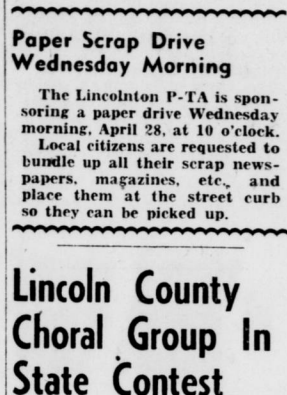 Paper Scrap Drive
Wednesday Morning
The Lincolnton P-TA is spon-
soring a paper drive Wednesday
morning, April 28, at 10 o'clock.
Local citizens are requested to
bundle up all their scrap news-
papers, magazines, etc., and
place them at the street curb
so they can be picked up.
Lincoln County
Choral Group In
State Contest